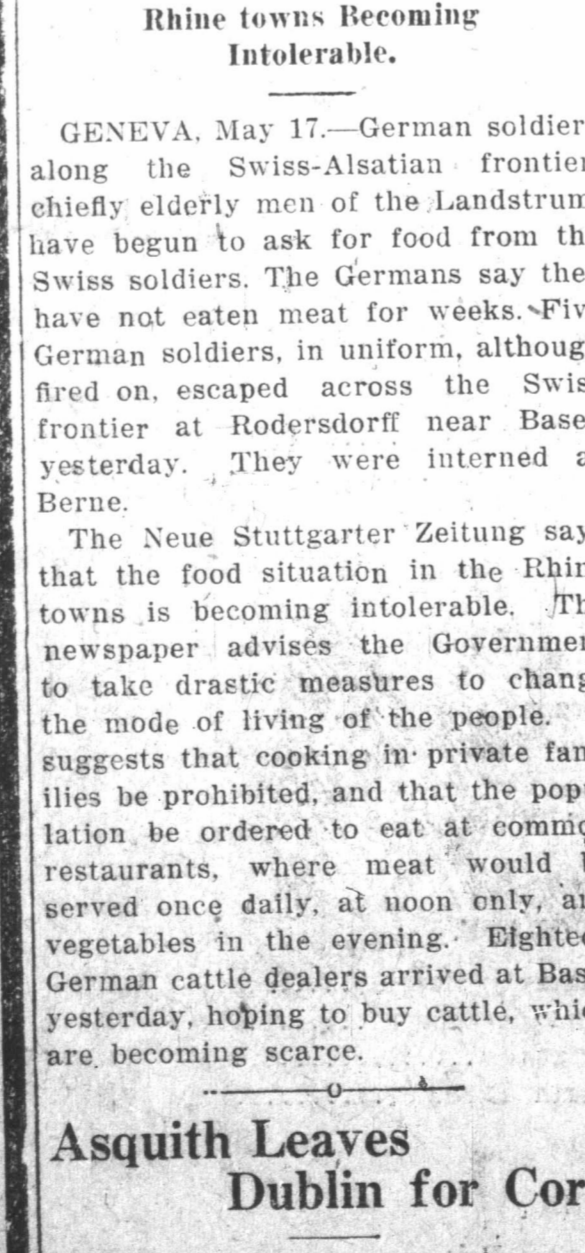 Rhine towns Becoming
Intolerable.
GENEVA, May 17.—German soldier
along the Swiss-Alsatian frontier
chiefly elderly men of the Landstrum
have begun to ask for food from th
Swiss soldiers. The Germans say the
have not eaten meat for weeks. Fiv
German soldiers, in uniform, althoug
fired on, escaped across the Swis
frontier at Rodersdorff near Base
yesterday. They were interned a
Berne.
The Neue Stuttgarter Zeitung say
that the food situation in the Rhin
towns is becoming intolerable. Th
newspaper advises the Governmen
to take drastic measures to chang
the mode of living of the people.
suggests that cooking in private fam
ilies be prohibited, and that the popu
lation be ordered to eat at commo
restaurants, where meat would b
served once daily, at noon only, an
vegetables in the evening. Eightee
German cattle dealers arrived at Bas
yesterday, hoping to buy cattle, whic
are becoming scarce.
Asquith Leaves
Dublin for Cor